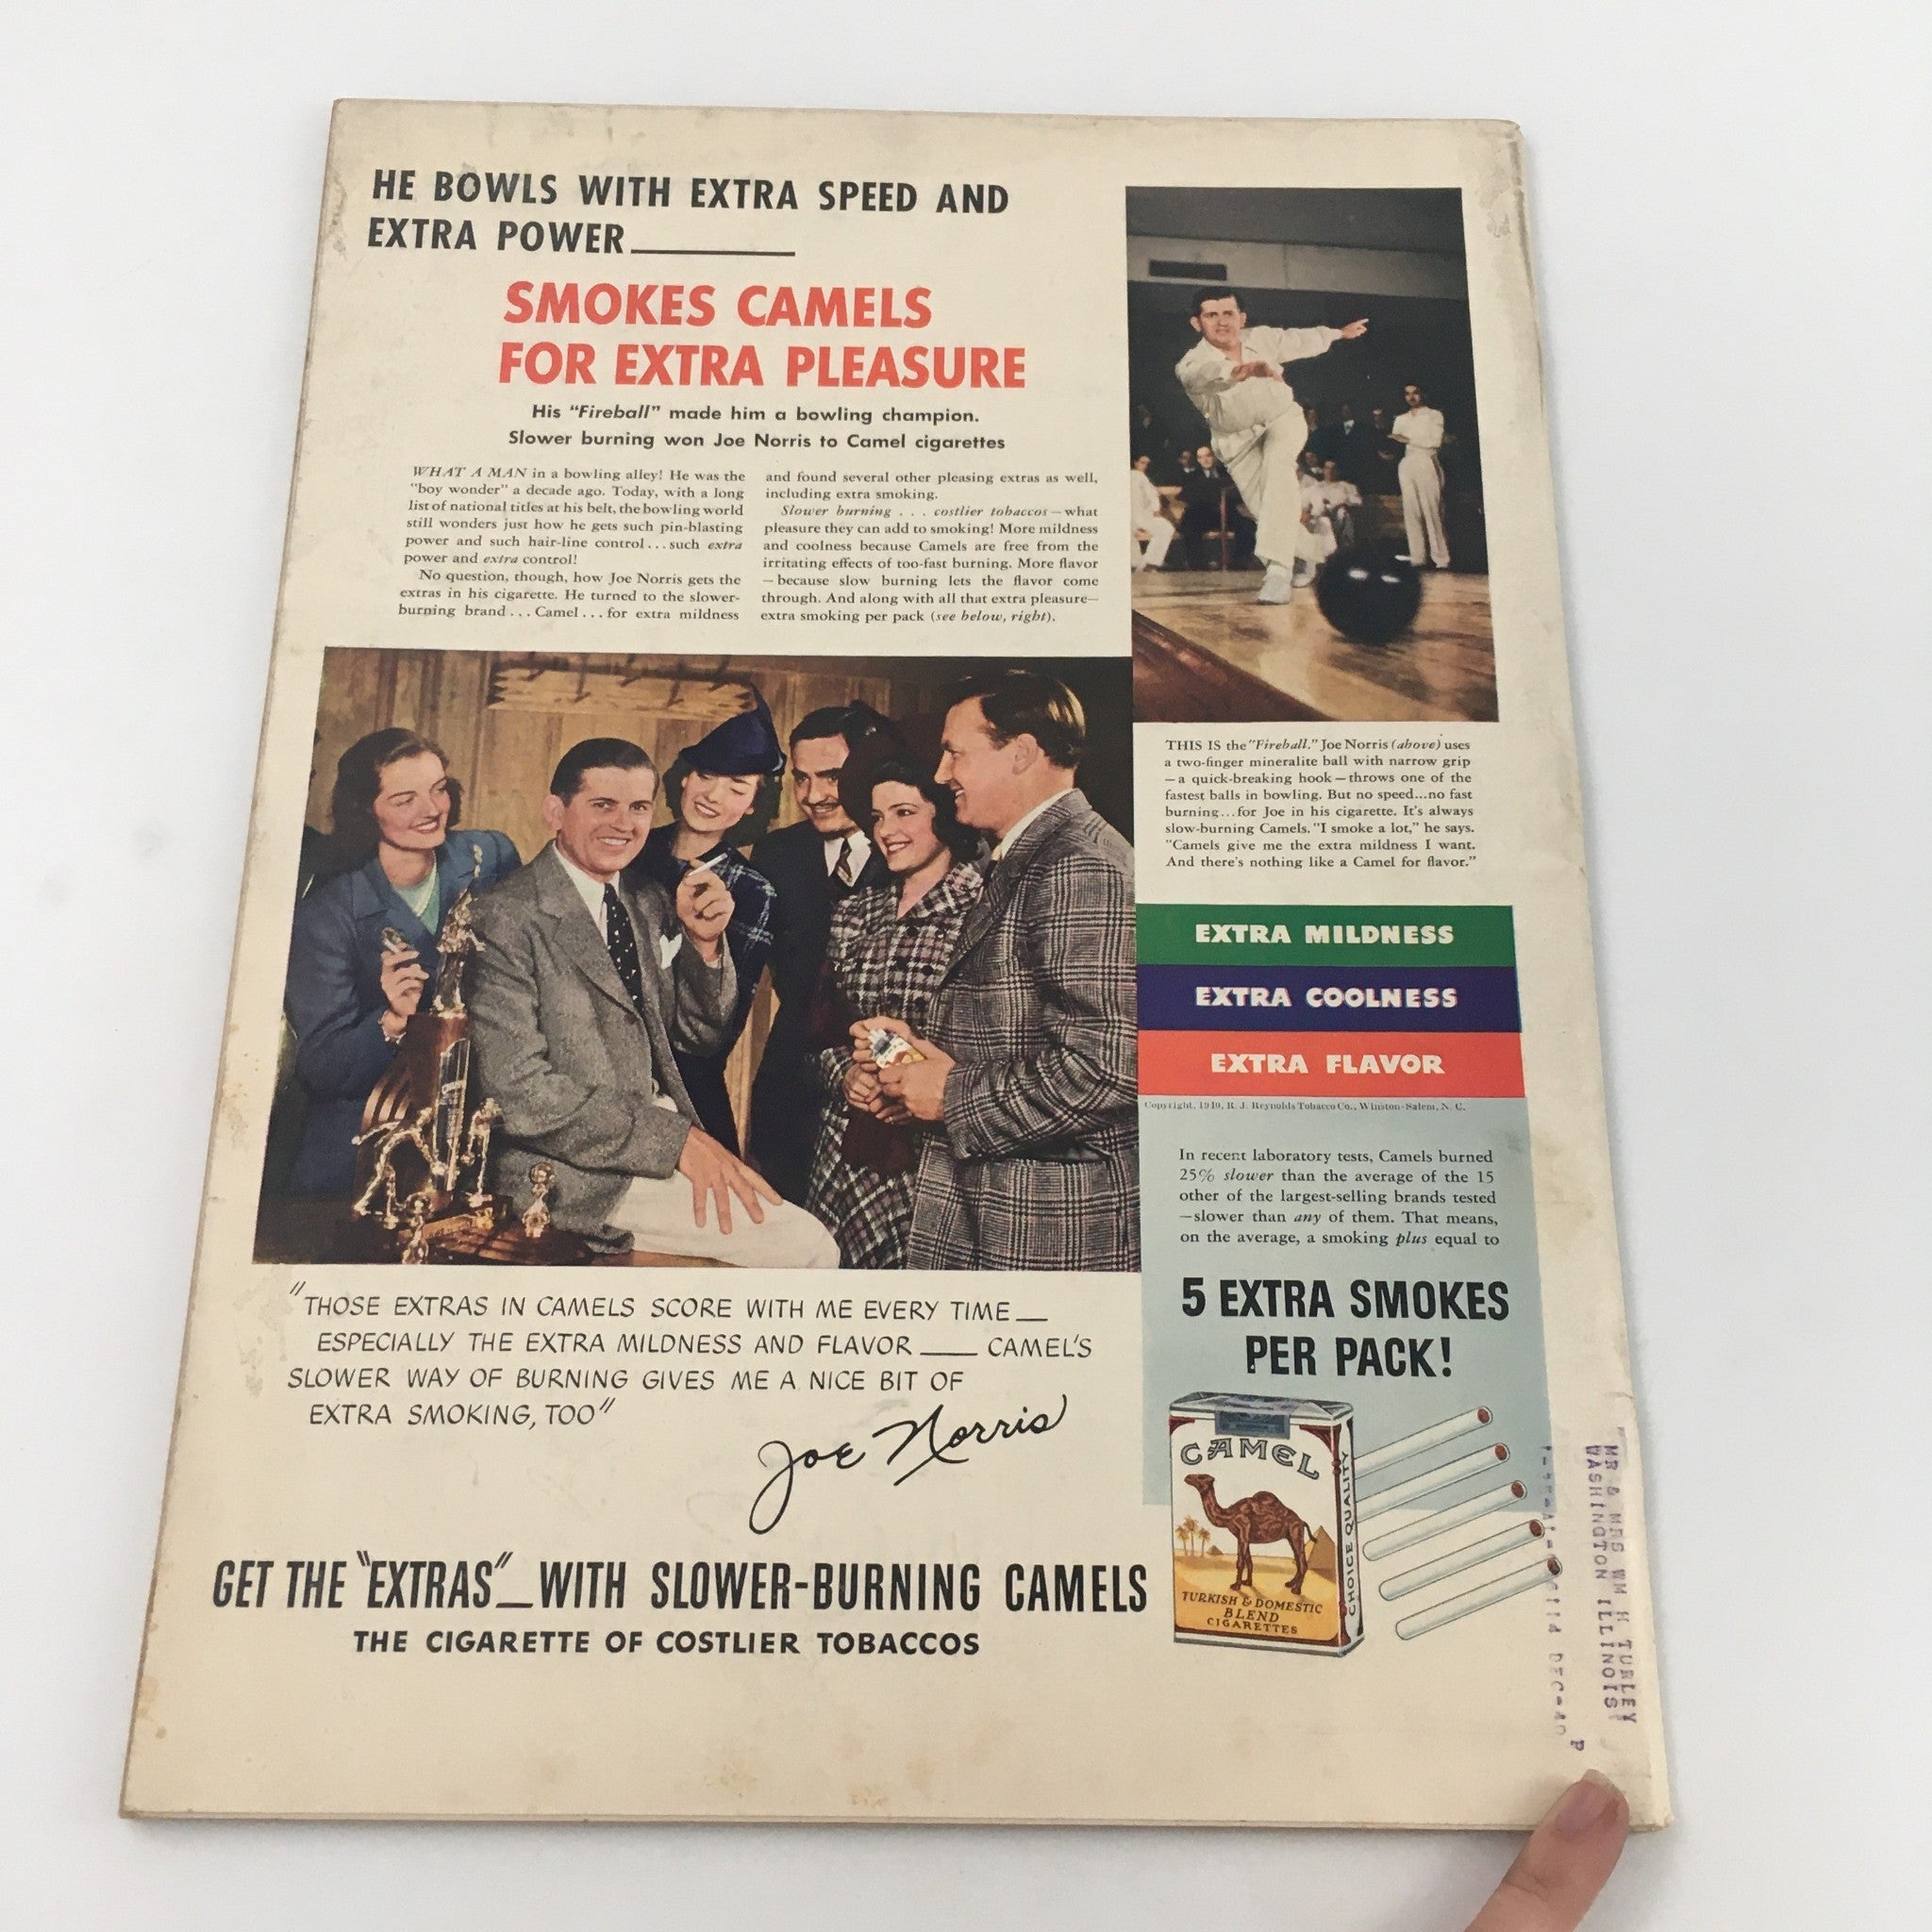 HE BOWLS WITH EXTRA SPEED AND
EXTRA POWER
SMOKES CAMELS
FOR EXTRA PLEASURE
His "Fireball" made him a bowling champion.
Slower burning won Joe Norris to Camel cigarettes
WHAT A MAN in a bowling alley! He was the
"boy wonder" a decade ago. Today, with a long
list of national titles at his belt, the bowling world
still wonders just how he gets such pin-blasting
power and such hair-line control...such extra
power and extra control!
No question, though, how Joe Norris gets the
extras in his cigarette. He turned to the slower-
burning brand...Camel...for extra mildness
and found several other pleasing extras as well,
including extra smoking.
Slower burning . . . costlier tobaccos—what
pleasure they can add to smoking! More mildness
and coolness because Camels are free from the
irritating effects of too-fast burning. More flavor
—because slow burning lets the flavor come
through. And along with all that extra pleasure—
extra smoking per pack (see below, right).
THIS IS the "Fireball." Joe Norris (above) uses
a two-finger mineralite ball with narrow grip
—a quick-breaking hook—throws one of the
fastest balls in bowling. But no speed...no fast
burning...for Joe in his cigarette. It's always
slow-burning Camels. "I smoke a lot," he says.
"Camels give me the extra mildness I want.
And there's nothing like a Camel for flavor."
EXTRA MILDNESS
EXTRA COOLNESS
EXTRA FLAVOR
Copyright, 1940, R. J. Reynolds Tobacco Co., Winston-Salem, N. C.
In recent laboratory tests, Camels burned
25% slower than the average of the 15
other of the largest-selling brands tested
—slower than any of them. That means,
on the average, a smoking plus equal to
5 EXTRA SMOKES
PER PACK!
"THOSE EXTRAS IN CAMELS SCORE WITH ME EVERY TIME—
ESPECIALLY THE EXTRA MILDNESS AND FLAVOR — CAMEL'S
SLOWER WAY OF BURNING GIVES ME A NICE BIT OF
EXTRA SMOKING, TOO"
Joe Norris
GET THE "EXTRAS"—WITH SLOWER-BURNING CAMELS
THE CIGARETTE OF COSTLIER TOBACCOS
CAMEL
TURKISH & DOMESTIC
BLEND
CIGARETTES
CHOICE QUALITY
MR & MRS WM H TURLEY
WASHINGTON ILLINOIS
DEC-40
P